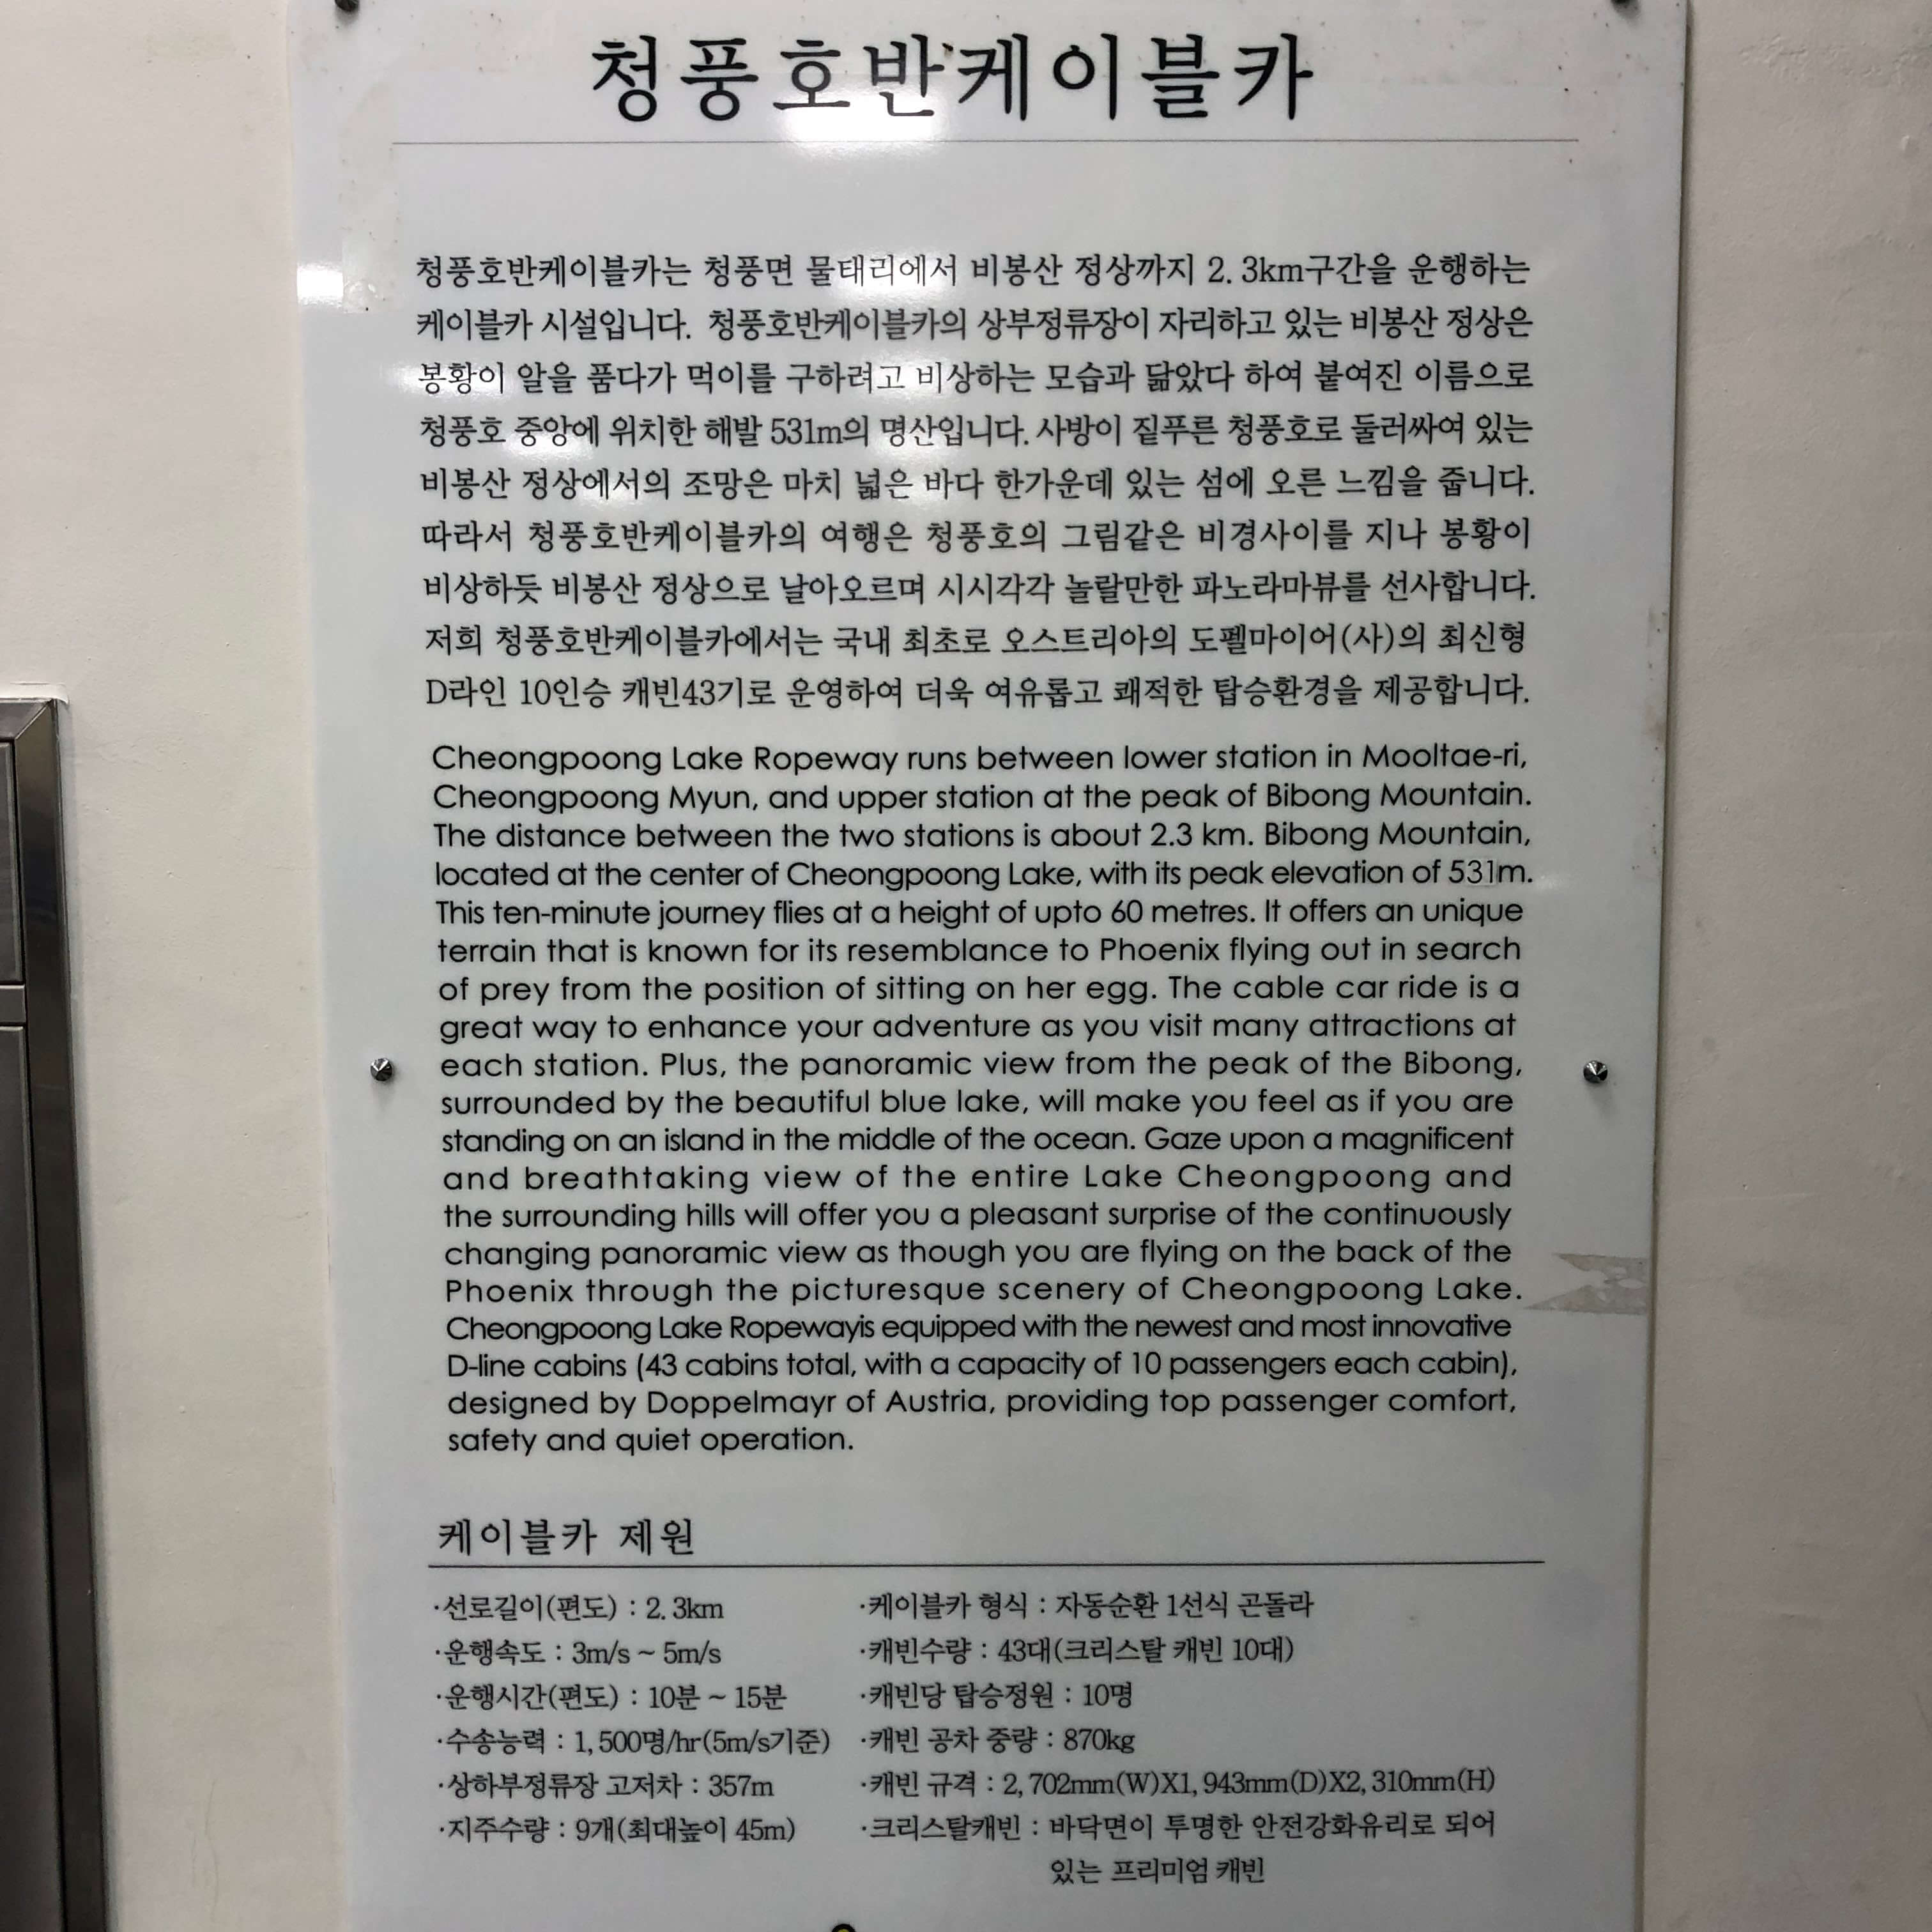 청풍호반케이블카
청풍호반케이블카는 청풍면 물태리에서 비봉산 정상까지 2.3km구간을 운행하는
케이블카 시설입니다. 청풍호반케이블카의 상부정류장이 자리하고 있는 비봉산 정상은
봉황이 알을 품다가 먹이를 구하려고 비상하는 모습과 닮았다 하여 붙여진 이름으로
청풍호 중앙에 위치한 해발 531m의 명산입니다. 사방이 짙푸른 청풍호로 둘러싸여 있는
비봉산 정상에서의 조망은 마치 넓은 바다 한가운데 있는 섬에 오른 느낌을 줍니다.
따라서 청풍호반케이블카의 여행은 청풍호의 그림같은 비경사이를 지나 봉황이
비상하듯 비봉산 정상으로 날아오르며 시시각각 놀랄만한 파노라마뷰를 선사합니다.
저희 청풍호반케이블카에서는 국내 최초로 오스트리아의 도펠마이어(사)의 최신형
D라인 10인승 캐빈43기로 운영하여 더욱 여유롭고 쾌적한 탑승환경을 제공합니다.
Cheongpoong Lake Ropeway runs between lower station in Mooltae-ri,
Cheongpoong Myun, and upper station at the peak of Bibong Mountain.
The distance between the two stations is about 2.3 km. Bibong Mountain,
located at the center of Cheongpoong Lake, with its peak elevation of 531m.
This ten-minute journey flies at a height of upto 60 metres. It offers an unique
terrain that is known for its resemblance to Phoenix flying out in search
of prey from the position of sitting on her egg. The cable car ride is a
great way to enhance your adventure as you visit many attractions at
each station. Plus, the panoramic view from the peak of the Bibong,
surrounded by the beautiful blue lake, will make you feel as if you are
standing on an island in the middle of the ocean. Gaze upon a magnificent
and breathtaking view of the entire Lake Cheongpoong and
the surrounding hills will offer you a pleasant surprise of the continuously
changing panoramic view as though you are flying on the back of the
Phoenix through the picturesque scenery of Cheongpoong Lake.
Cheongpoong Lake Ropewayis equipped with the newest and most innovative
D-line cabins (43 cabins total, with a capacity of 10 passengers each cabin),
designed by Doppelmayr of Austria, providing top passenger comfort,
safety and quiet operation.
케이블카 제원
·선로길이(편도) : 2.3km
·운행속도 : 3m/s ~ 5m/s
·운행시간(편도) : 10분 ~ 15분
·수송능력 : 1,500명/hr(5m/s기준)
·상하부정류장 고저차 : 357m
·지주수량 : 9개(최대높이 45m)
·케이블카 형식 : 자동순환 1선식 곤돌라
·캐빈수량 : 43대(크리스탈 캐빈 10대)
·캐빈당 탑승정원 : 10명
·캐빈 공차 중량 : 870kg
·캐빈 규격 : 2,702mm(W)X1,943mm(D)X2,310mm(H)
·크리스탈캐빈 : 바닥면이 투명한 안전강화유리로 되어
있는 프리미엄 캐빈